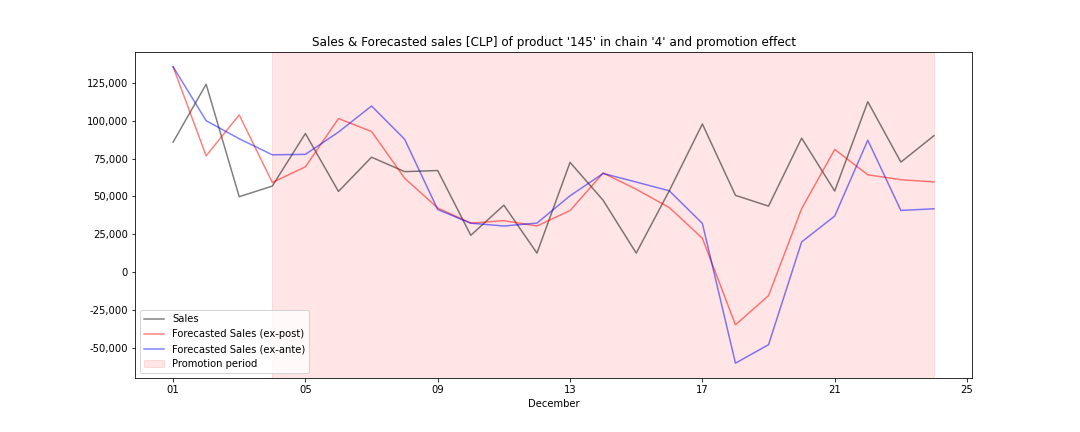 Sales & Forecasted sales [CLP] of product '145' in chain '4' and promotion effect
125,000
100,000
75,000
50,000
25,000
0
-25,000
-50,000
Sales
Forecasted Sales (ex-post)
Forecasted Sales (ex-ante)
Promotion period
01 05 09 13 17 21 25
December